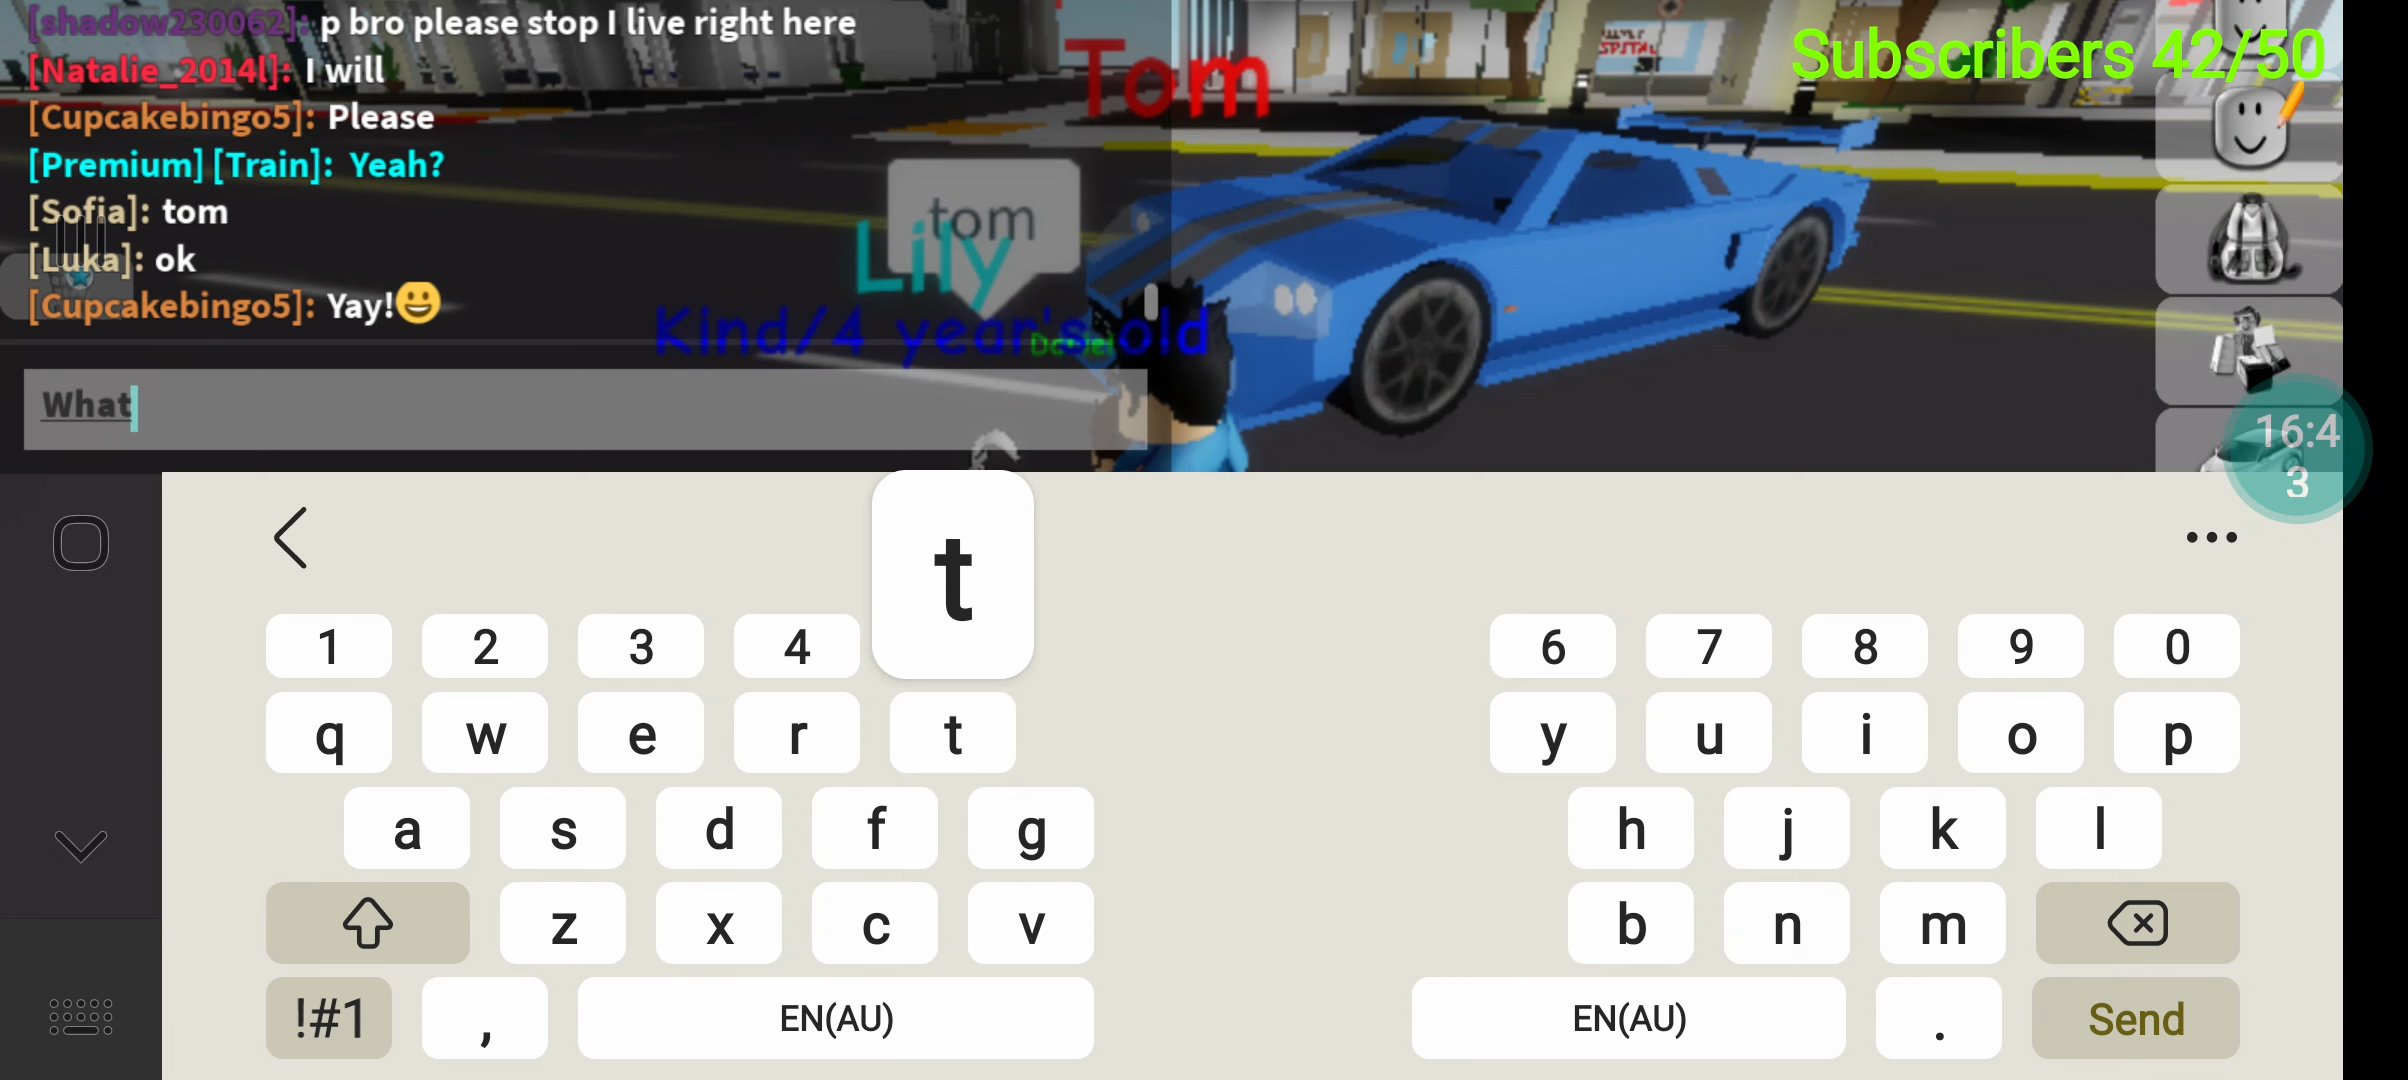 [shadow230062]: p bro please stop I live right here
[Natalie_2014l]: I will
[Cupcakebingo5]: Please
[Premium] [Train]: Yeah?
[Sofia]: tom
[Luka]: ok
[Cupcakebingo5]: Yay!😀
What
Tom
tom
Lily
Kind/4 year's old
Subscribers 42/50
16:4
3
t
1 2 3 4 6 7 8 9 0
q w e r t y u i o p
a s d f g h j k l
z x c v b n m
!#1 , EN(AU) EN(AU) . Send